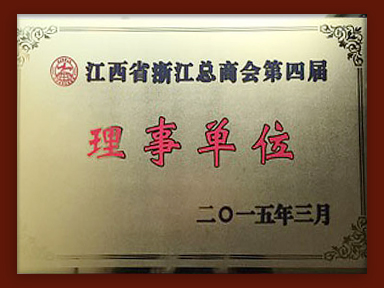 江西省浙江总商会第四届
理事单位
二〇一五年三月